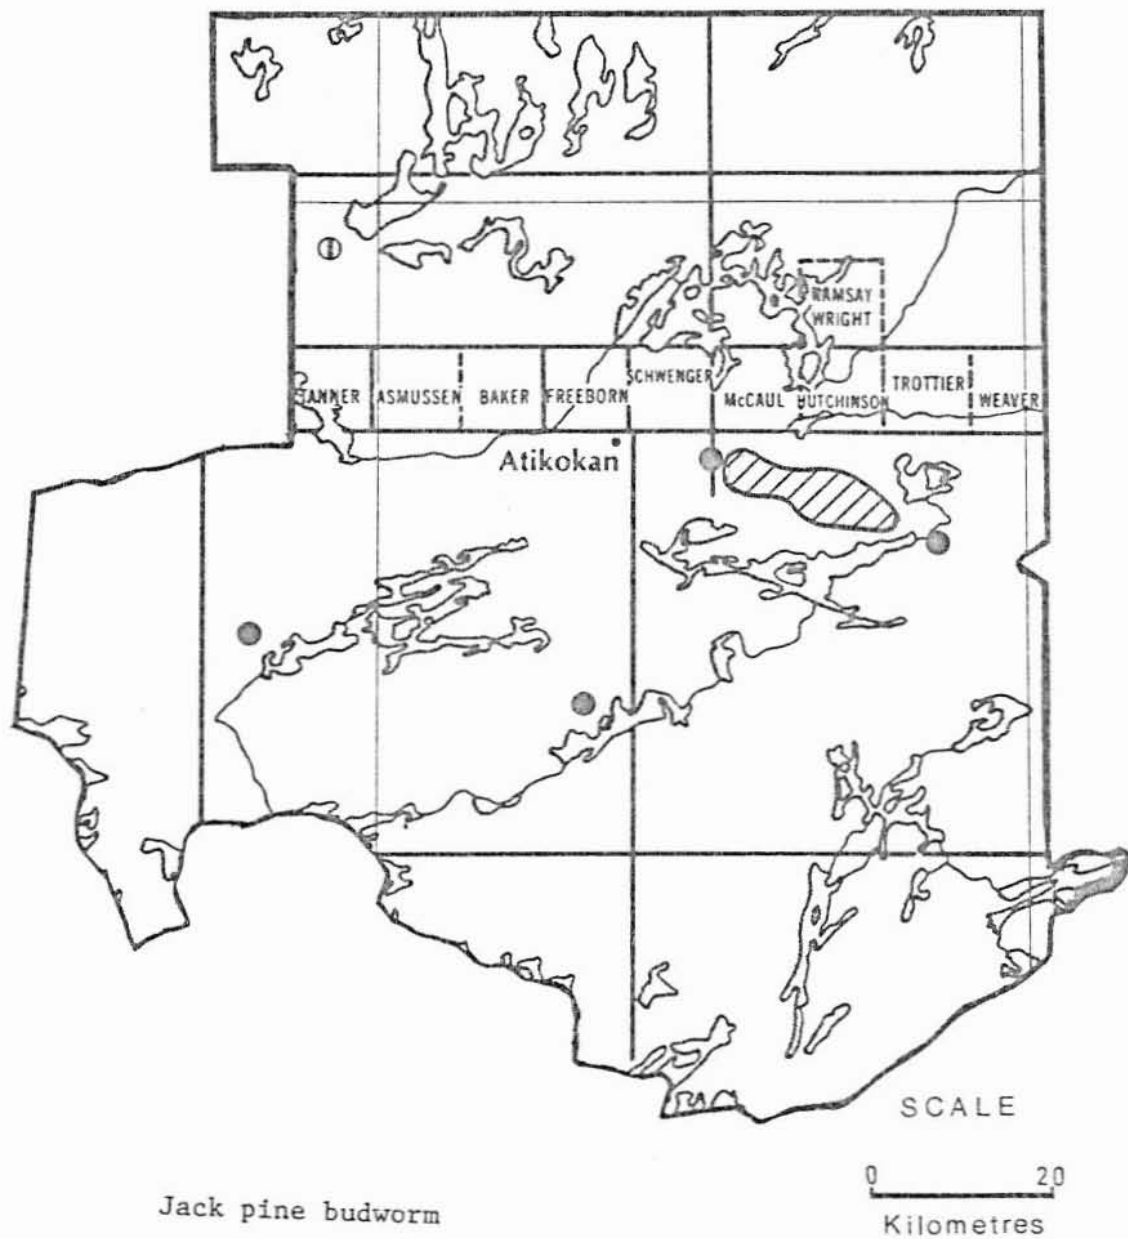 RAMSAY
WRIGHT
TANNER ASMUSSEN BAKER FREEBORN SCHWENGER McCAUL HUTCHINSON TROTTIER WEAVER
Atikokan
SCALE
0 20
Kilometres
Jack pine budworm